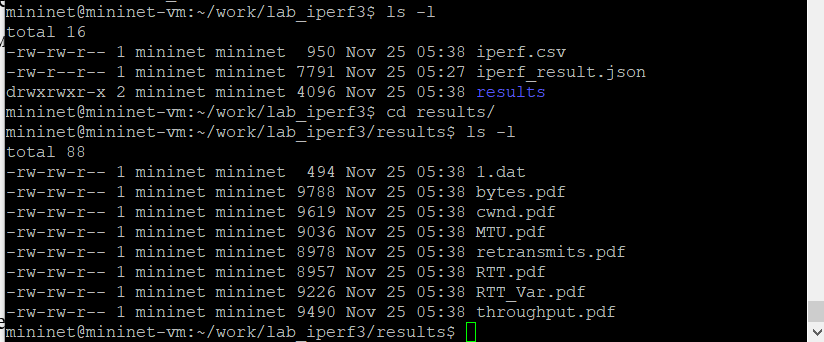 mininet@mininet-vm:~/work/lab_iperf3$ ls -l
total 16
-rw-rw-r-- 1 mininet mininet  950 Nov 25 05:38 iperf.csv
-rw-r--r-- 1 mininet mininet 7791 Nov 25 05:27 iperf_result.json
drwxrwxr-x 2 mininet mininet 4096 Nov 25 05:38 results
mininet@mininet-vm:~/work/lab_iperf3$ cd results/
mininet@mininet-vm:~/work/lab_iperf3/results$ ls -l
total 88
-rw-rw-r-- 1 mininet mininet  494 Nov 25 05:38 1.dat
-rw-rw-r-- 1 mininet mininet 9788 Nov 25 05:38 bytes.pdf
-rw-rw-r-- 1 mininet mininet 9619 Nov 25 05:38 cwnd.pdf
-rw-rw-r-- 1 mininet mininet 9036 Nov 25 05:38 MTU.pdf
-rw-rw-r-- 1 mininet mininet 8978 Nov 25 05:38 retransmits.pdf
-rw-rw-r-- 1 mininet mininet 8957 Nov 25 05:38 RTT.pdf
-rw-rw-r-- 1 mininet mininet 9226 Nov 25 05:38 RTT_Var.pdf
-rw-rw-r-- 1 mininet mininet 9490 Nov 25 05:38 throughput.pdf
mininet@mininet-vm:~/work/lab_iperf3/results$